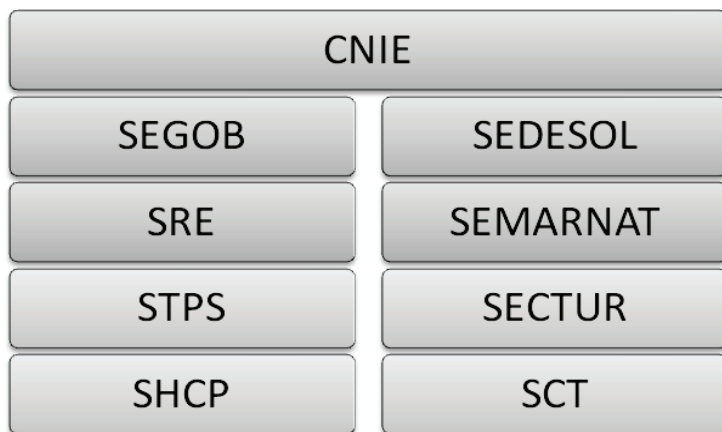 CNIE
SEGOB
SEDESOL
SRE
SEMARNAT
STPS
SECTUR
SHCP
SCT